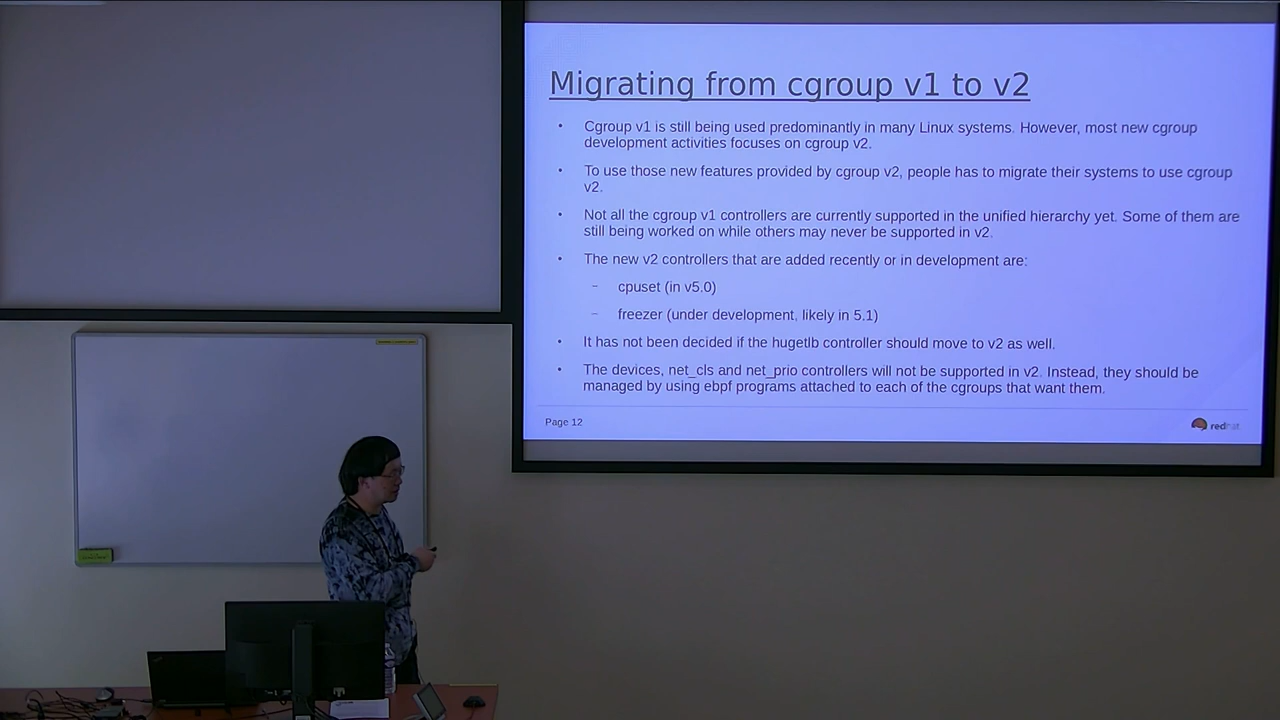 Migrating from cgroup v1 to v2
• Cgroup v1 is still being used predominantly in many Linux systems. However, most new cgroup
development activities focuses on cgroup v2.
• To use those new features provided by cgroup v2, people has to migrate their systems to use cgroup
v2.
• Not all the cgroup v1 controllers are currently supported in the unified hierarchy yet. Some of them are
still being worked on while others may never be supported in v2.
• The new v2 controllers that are added recently or in development are:
– cpuset (in v5.0)
– freezer (under development, likely in 5.1)
• It has not been decided if the hugetlb controller should move to v2 as well.
• The devices, net_cls and net_prio controllers will not be supported in v2. Instead, they should be
managed by using ebpf programs attached to each of the cgroups that want them.
Page 12
redhat